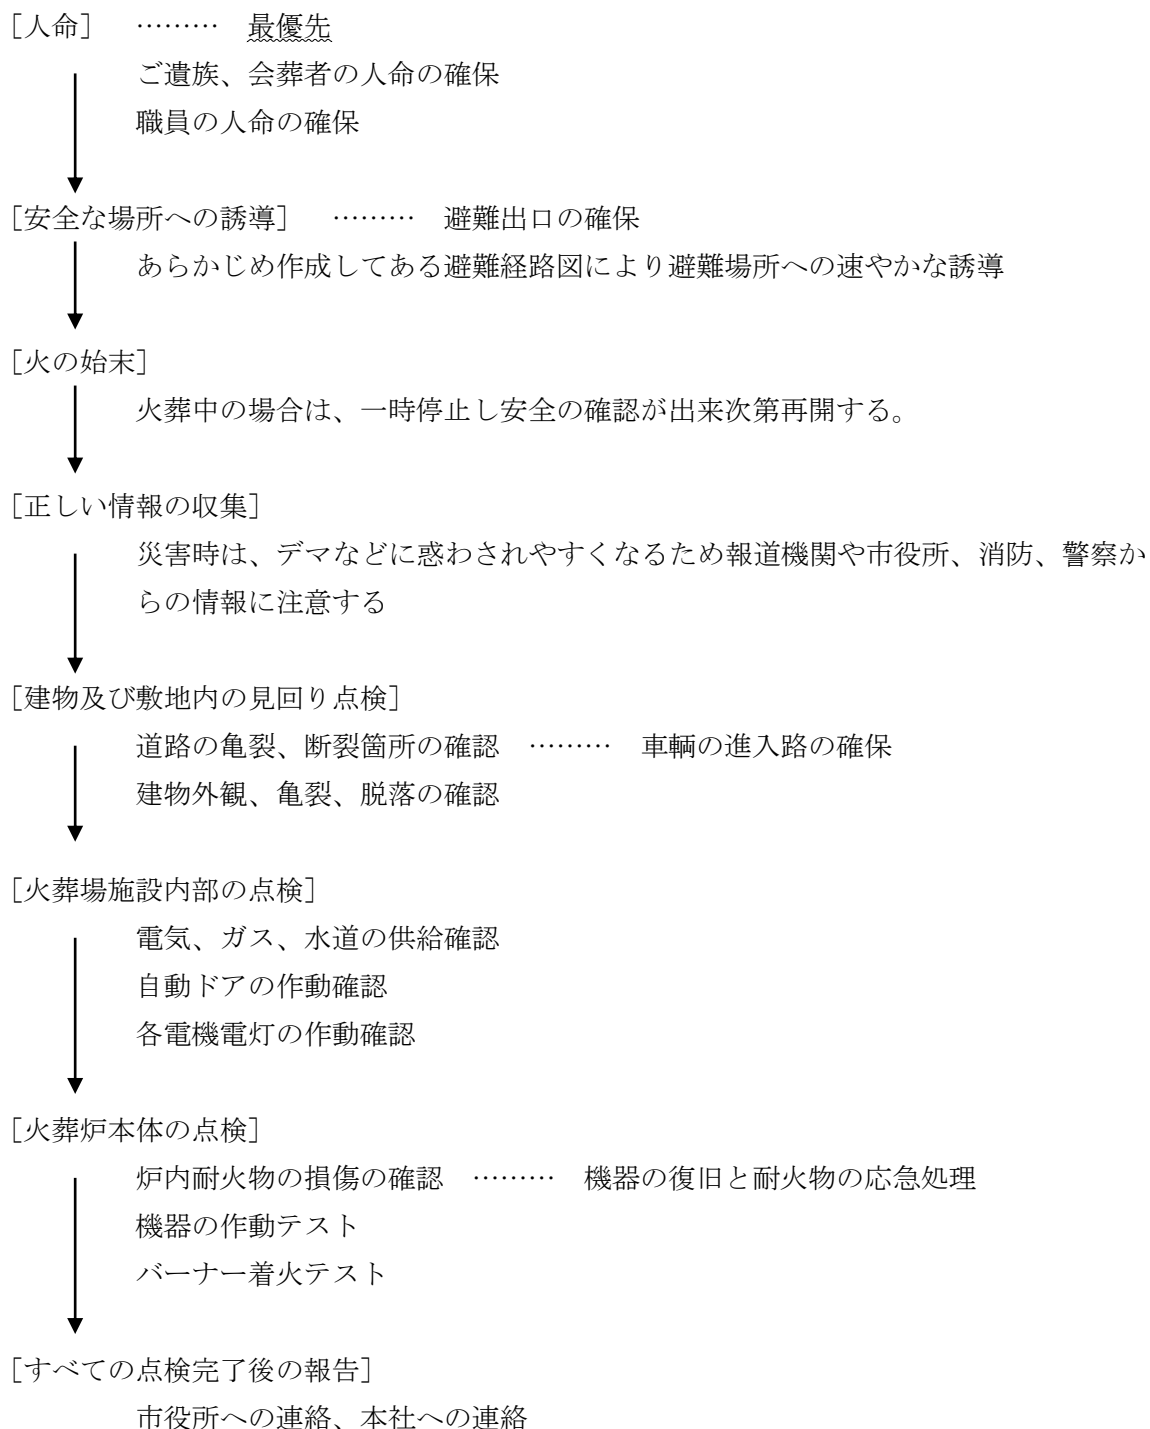 ［人命］　………　最優先
ご遺族、会葬者の人命の確保
職員の人命の確保
［安全な場所への誘導］　………　避難出口の確保
あらかじめ作成してある避難経路図により避難場所への速やかな誘導
［火の始末］
火葬中の場合は、一時停止し安全の確認が出来次第再開する。
［正しい情報の収集］
災害時は、デマなどに惑わされやすくなるため報道機関や市役所、消防、警察か
らの情報に注意する
［建物及び敷地内の見回り点検］
道路の亀裂、断裂箇所の確認　………　車輌の進入路の確保
建物外観、亀裂、脱落の確認
［火葬場施設内部の点検］
電気、ガス、水道の供給確認
自動ドアの作動確認
各電機電灯の作動確認
［火葬炉本体の点検］
炉内耐火物の損傷の確認　………　機器の復旧と耐火物の応急処理
機器の作動テスト
バーナー着火テスト
［すべての点検完了後の報告］
市役所への連絡、本社への連絡